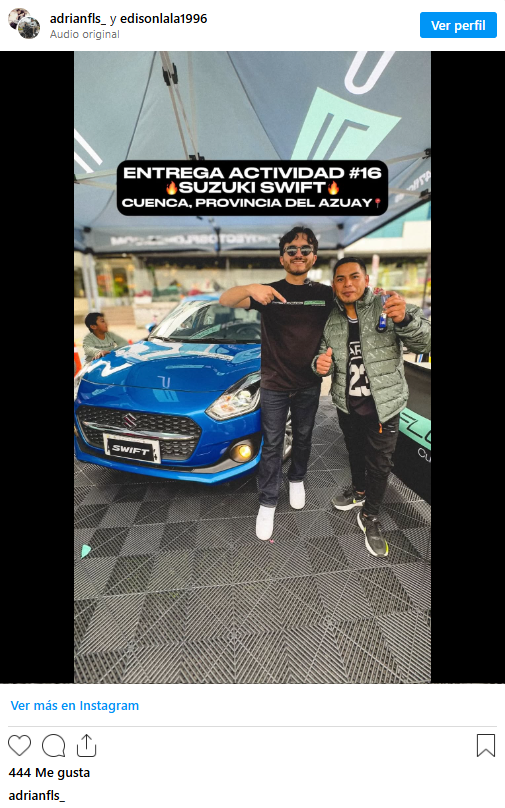 adrianfls_ y edisonlala1996
Audio original
Ver perfil
ENTREGA ACTIVIDAD #16
🔥SUZUKI SWIFT🔥
CUENCA, PROVINCIA DEL AZUAY📍
SWIFT
23
Ver más en Instagram
444 Me gusta
adrianfls_